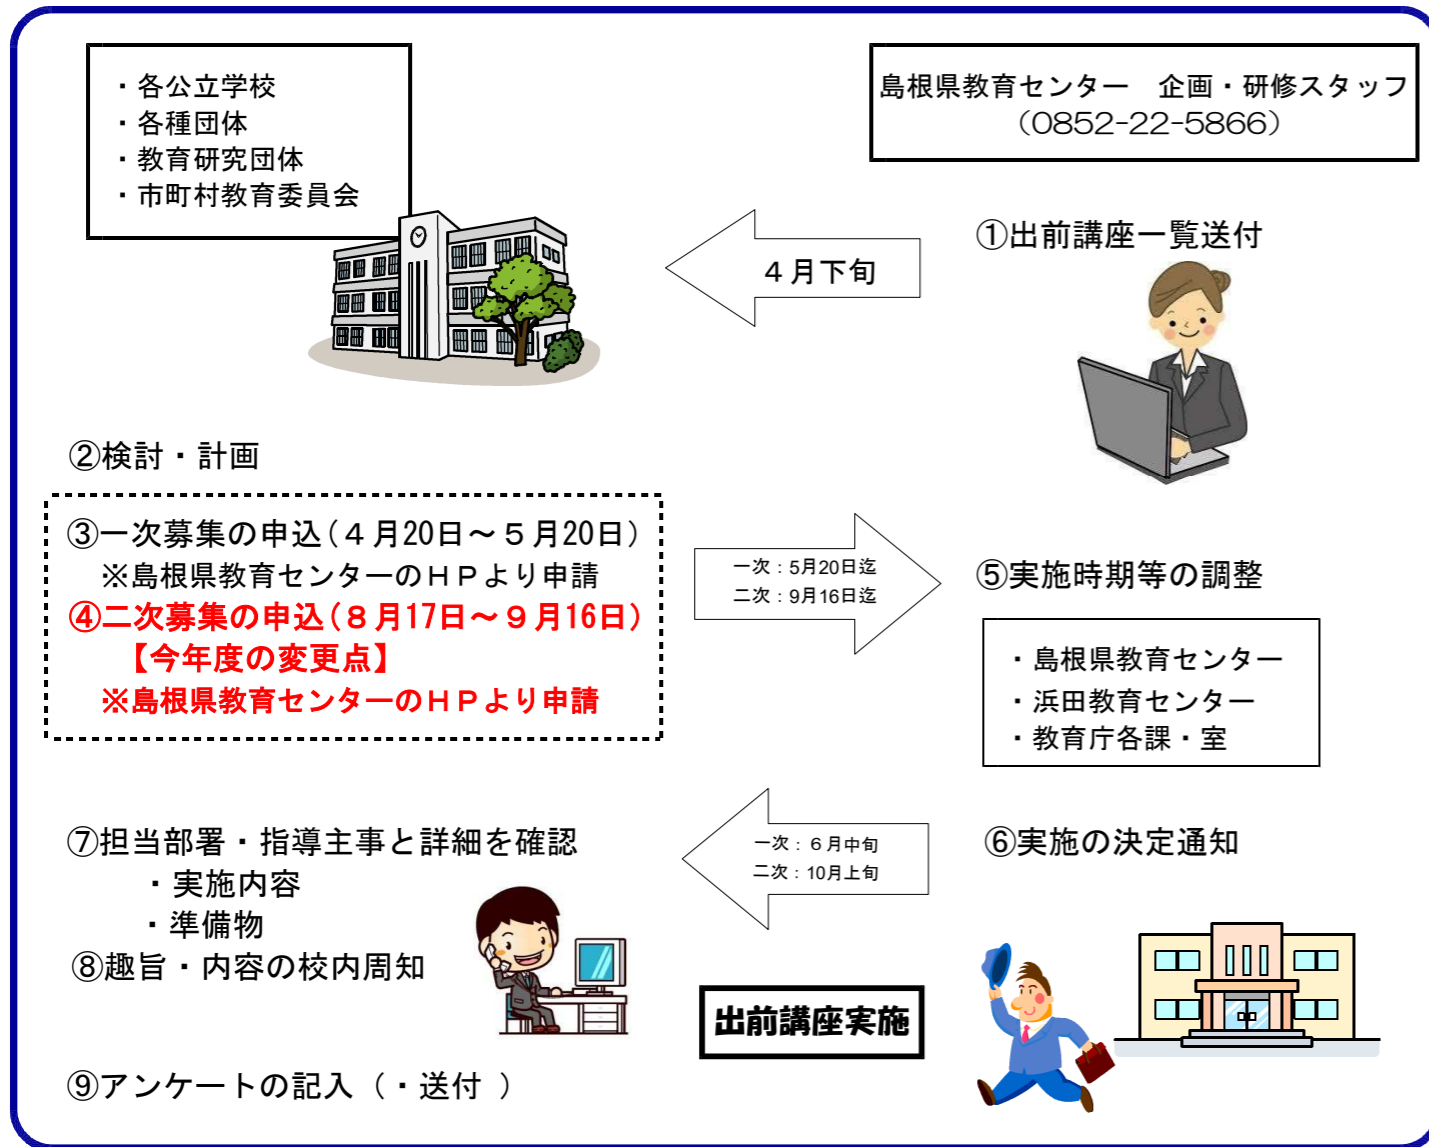 ・各公立学校
・各種団体
・教育研究団体
・市町村教育委員会
島根県教育センター　企画・研修スタッフ
（0852-22-5866）
①出前講座一覧送付
４月下旬
②検討・計画
③一次募集の申込(４月20日～５月20日)
※島根県教育センターのＨＰより申請
④二次募集の申込(８月17日～９月16日)
【今年度の変更点】
※島根県教育センターのＨＰより申請
一次：5月20日迄
二次：9月16日迄
⑤実施時期等の調整
・島根県教育センター
・浜田教育センター
・教育庁各課・室
一次：６月中旬
二次：10月上旬
⑥実施の決定通知
⑦担当部署・指導主事と詳細を確認
・実施内容
・準備物
⑧趣旨・内容の校内周知
出前講座実施
⑨アンケートの記入（・送付 ）